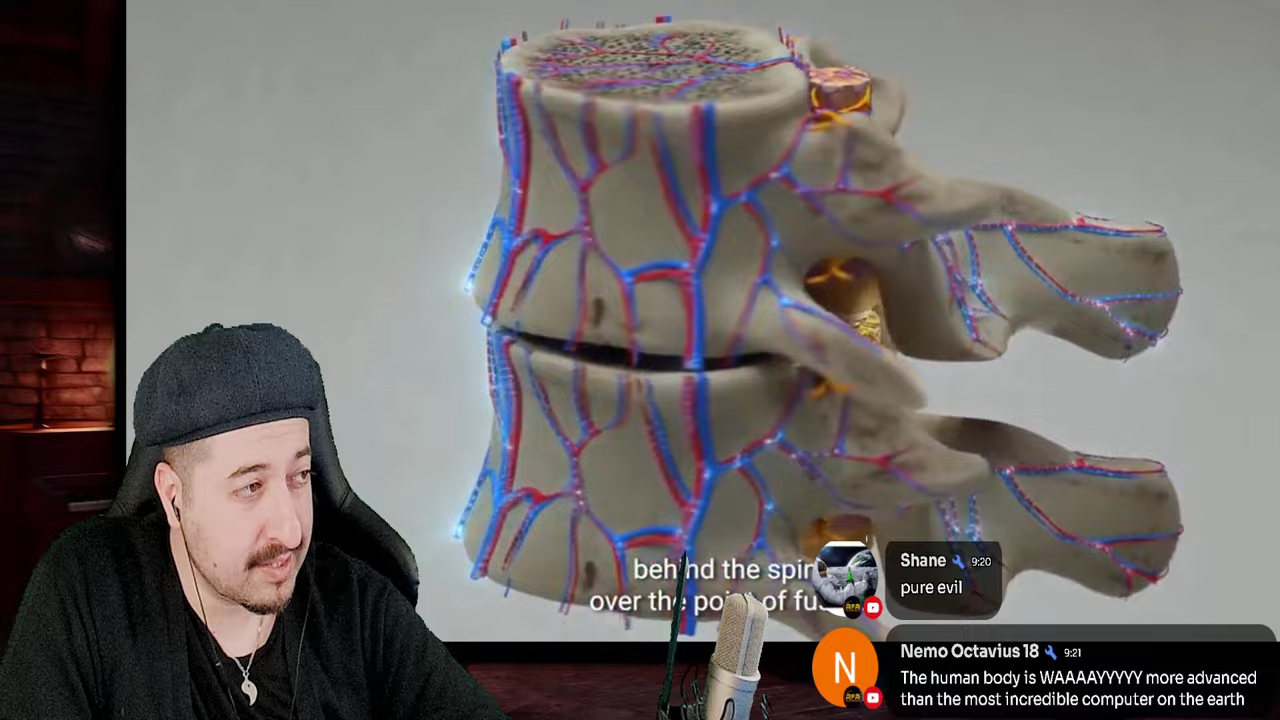 behind the spin
over the point of fu
Shane 9:20
pure evil
N
Nemo Octavius 18 9:21
The human body is WAAAAYYYYY more advanced
than the most incredible computer on the earth